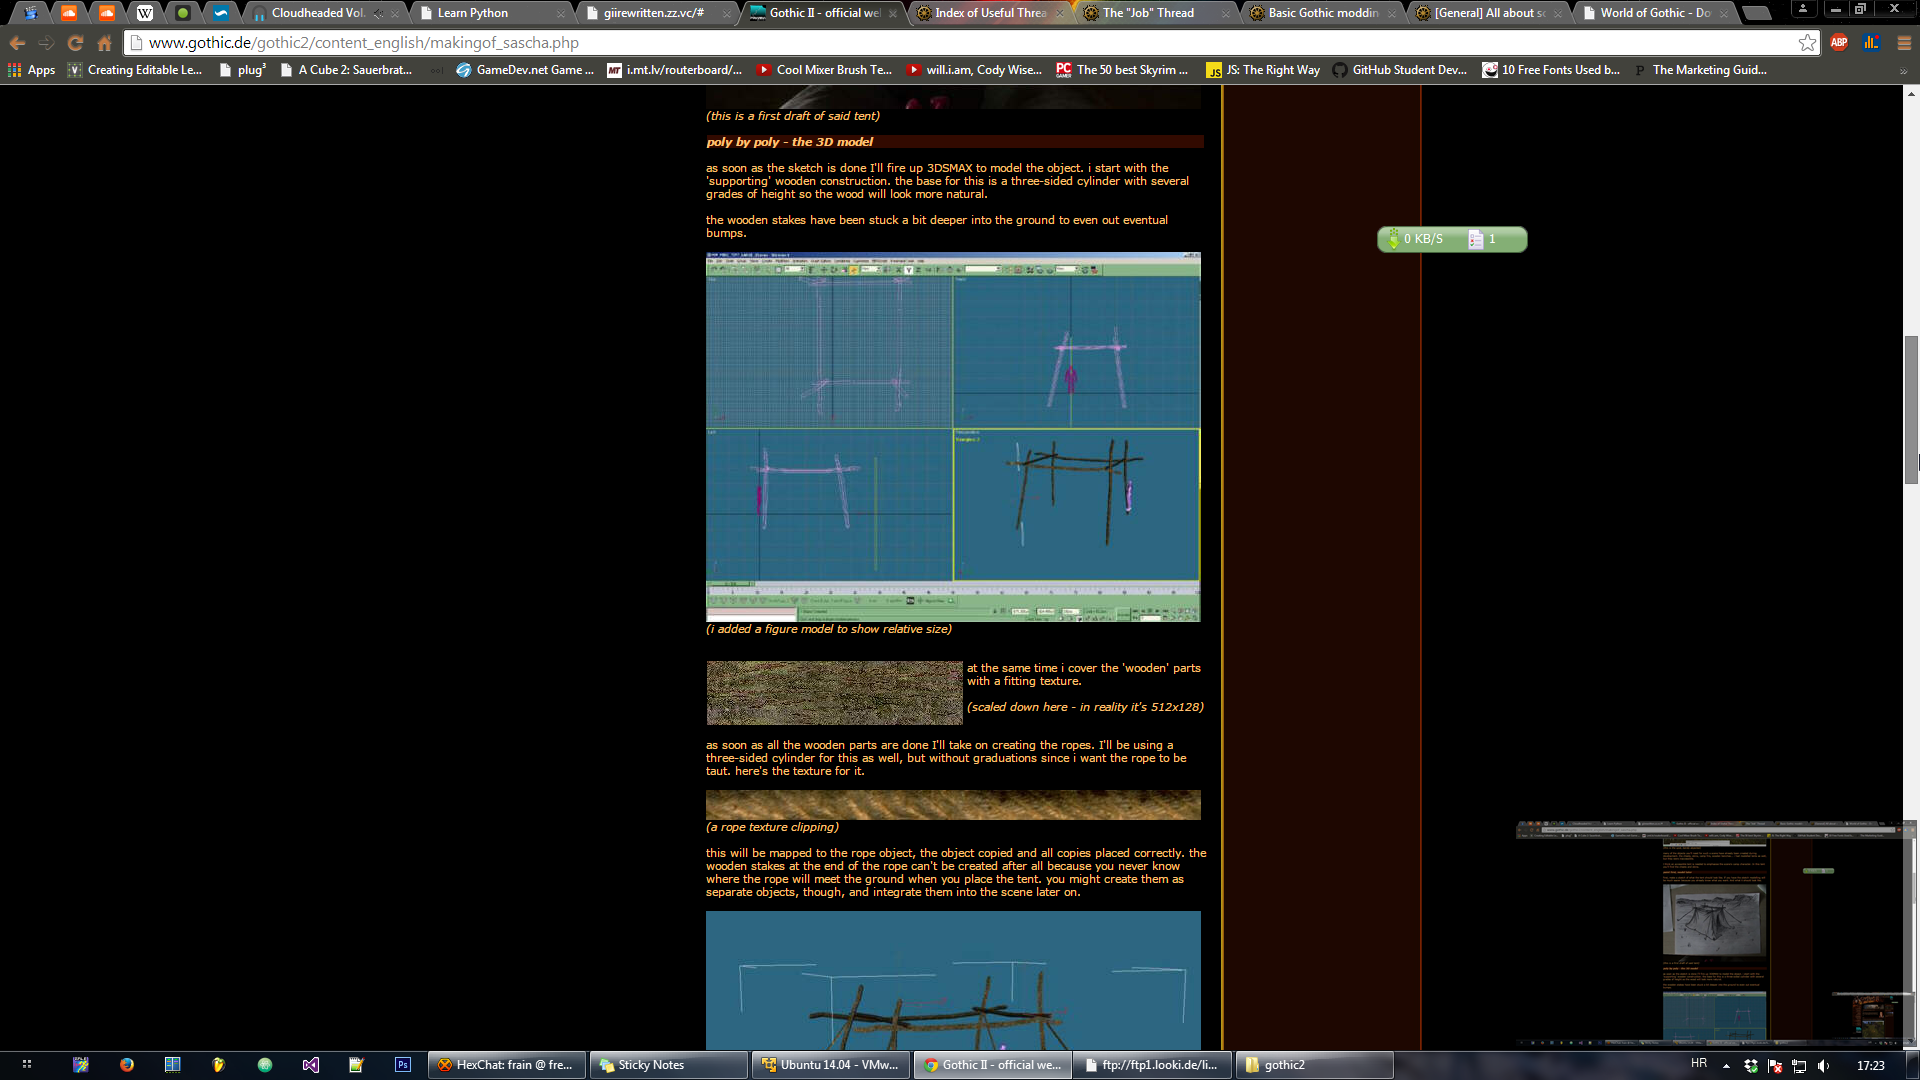 Cloudheaded Vol.
Learn Python
giirewritten.zz.vc/#
Gothic II - official we
Index of Useful Threa
The "Job" Thread
Basic Gothic moddin
[General] All about sc
World of Gothic - Do
www.gothic.de/gothic2/content_english/makingof_sascha.php
ABP
Apps
Creating Editable Le...
plug³
A Cube 2: Sauerbrat...
GameDev.net Game ...
i.mt.lv/routerboard/...
Cool Mixer Brush Te...
will.i.am, Cody Wise...
The 50 best Skyrim ...
JS: The Right Way
GitHub Student Dev...
10 Free Fonts Used b...
The Marketing Guid...
(this is a first draft of said tent)
poly by poly - the 3D model
as soon as the sketch is done I'll fire up 3DSMAX to model the object. i start with the
'supporting' wooden construction. the base for this is a three-sided cylinder with several
grades of height so the wood will look more natural.
the wooden stakes have been stuck a bit deeper into the ground to even out eventual
bumps.
0 KB/S 1
(i added a figure model to show relative size)
at the same time i cover the 'wooden' parts
with a fitting texture.
(scaled down here - in reality it's 512x128)
as soon as all the wooden parts are done I'll take on creating the ropes. I'll be using a
three-sided cylinder for this as well, but without graduations since i want the rope to be
taut. here's the texture for it.
(a rope texture clipping)
this will be mapped to the rope object, the object copied and all copies placed correctly. the
wooden stakes at the end of the rope can't be created after all because you never know
where the rope will meet the ground when you place the tent. you might create them as
separate objects, though, and integrate them into the scene later on.
HexChat: frain @ fre...
Sticky Notes
Ubuntu 14.04 - VMw...
Gothic II - official we...
ftp://ftp1.looki.de/li...
gothic2
HR
17:23